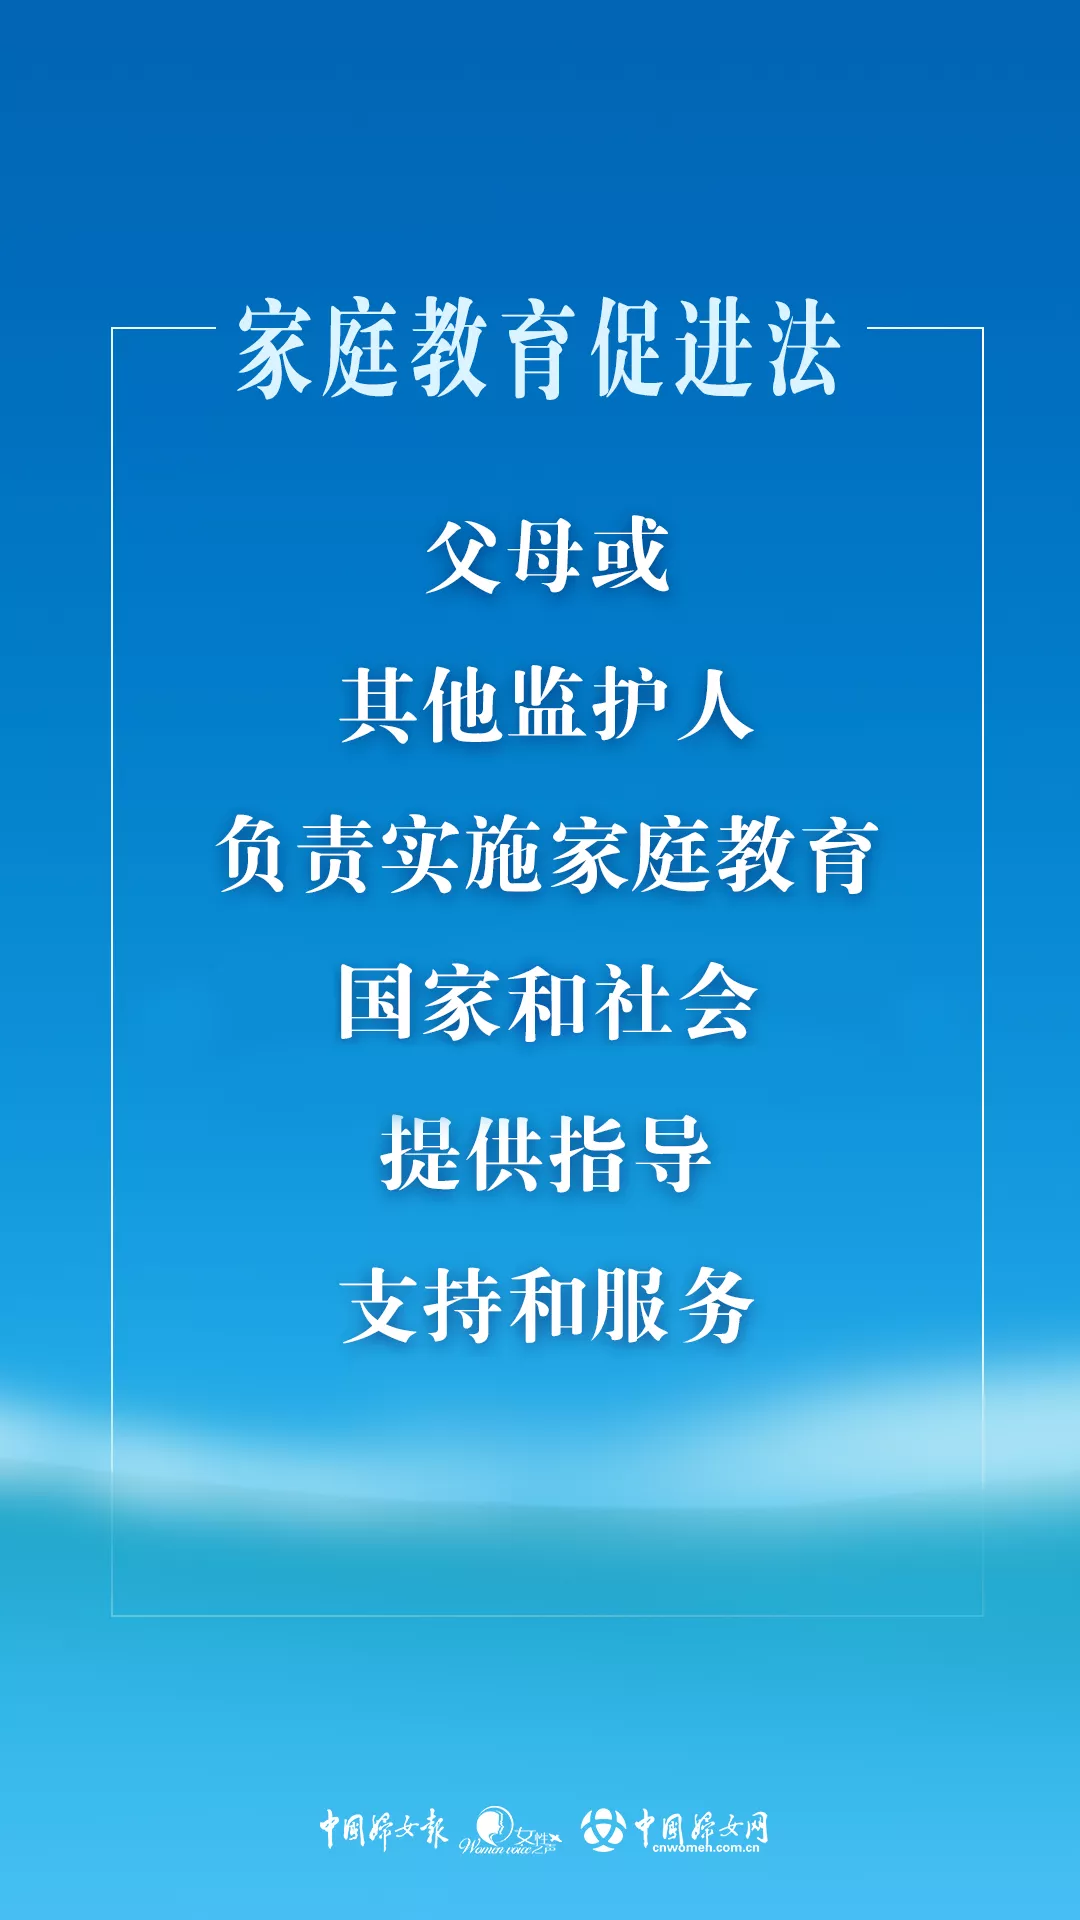 家庭教育促进法
父母或
其他监护人
负责实施家庭教育
国家和社会
提供指导
支持和服务
中国妇女报 女性之声 Women voice 中国妇女网
cnwomeh.com.cn